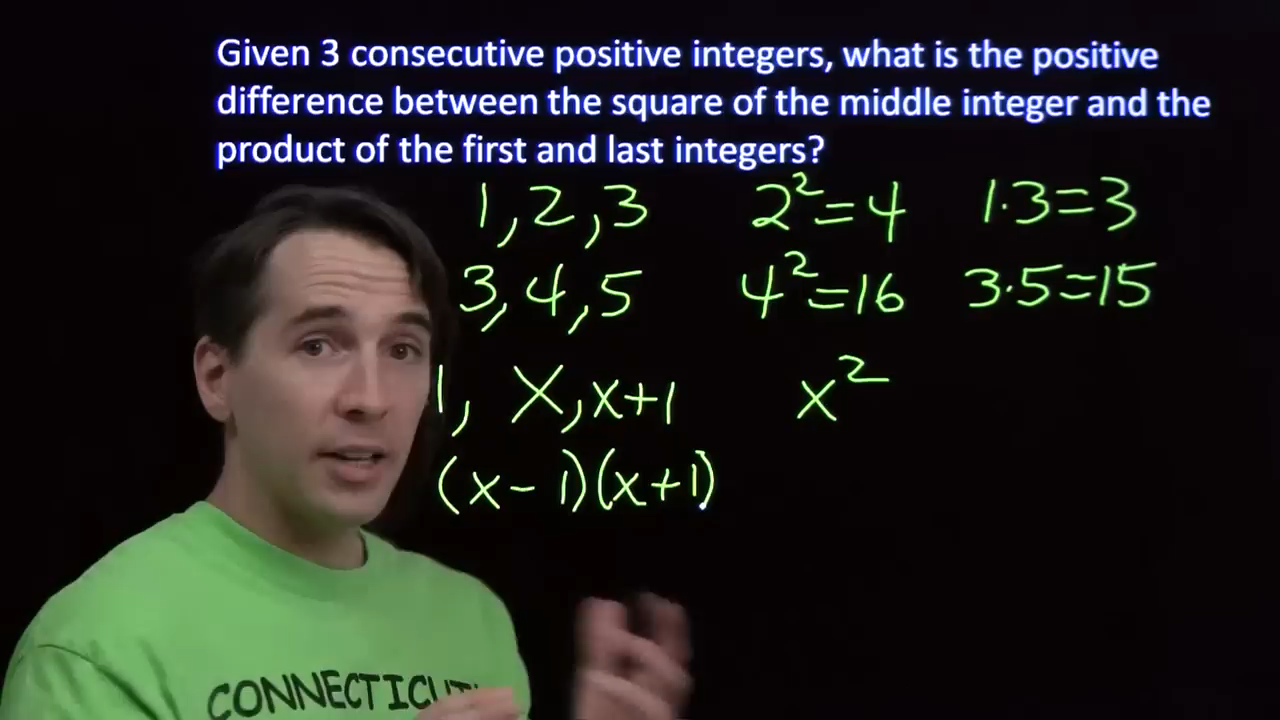 Given 3 consecutive positive integers, what is the positive
difference between the square of the middle integer and the
product of the first and last integers?
1, 2, 3 2²=4 1·3=3
3, 4, 5 4²=16 3·5=15
1, x, x+1 x²
(x-1)(x+1)
CONNECTICUT